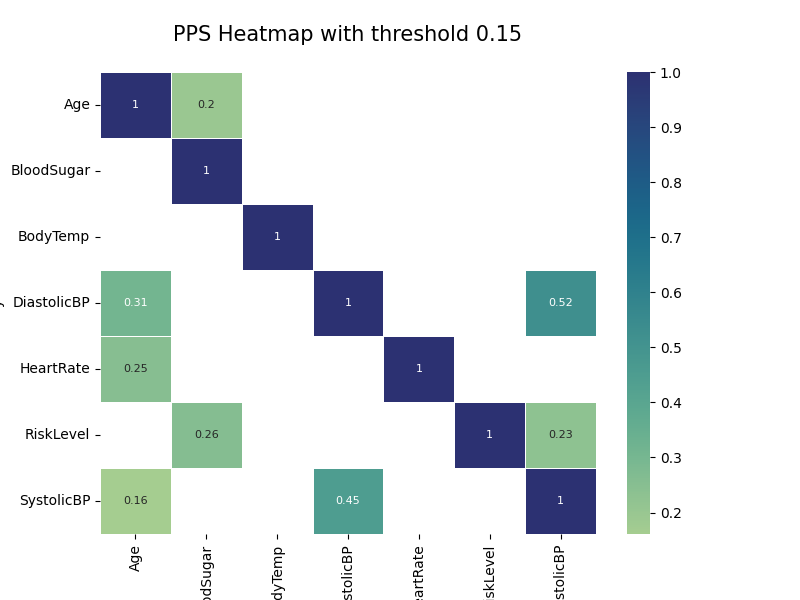 PPS Heatmap with threshold 0.15
Age 1 0.2
BloodSugar 1
BodyTemp 1
DiastolicBP 0.31 1 0.52
HeartRate 0.25 1
RiskLevel 0.26 1 0.23
SystolicBP 0.16 0.45 1
Age
odSugar
dyTemp
stolicBP
eartRate
skLevel
stolicBP
1.0
0.9
0.8
0.7
0.6
0.5
0.4
0.3
0.2